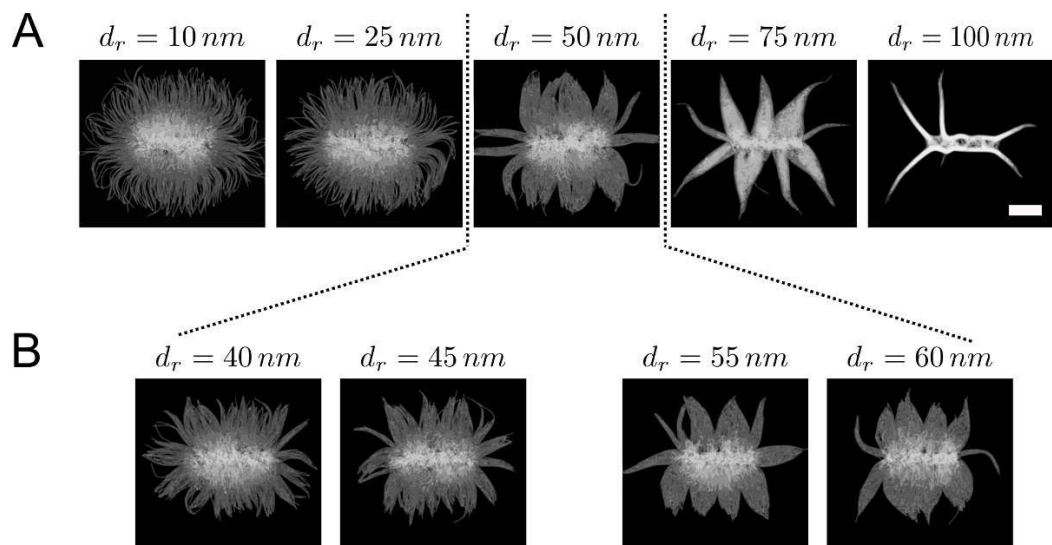 A
d_r = 10 nm d_r = 25 nm d_r = 50 nm d_r = 75 nm d_r = 100 nm
B
d_r = 40 nm d_r = 45 nm d_r = 55 nm d_r = 60 nm